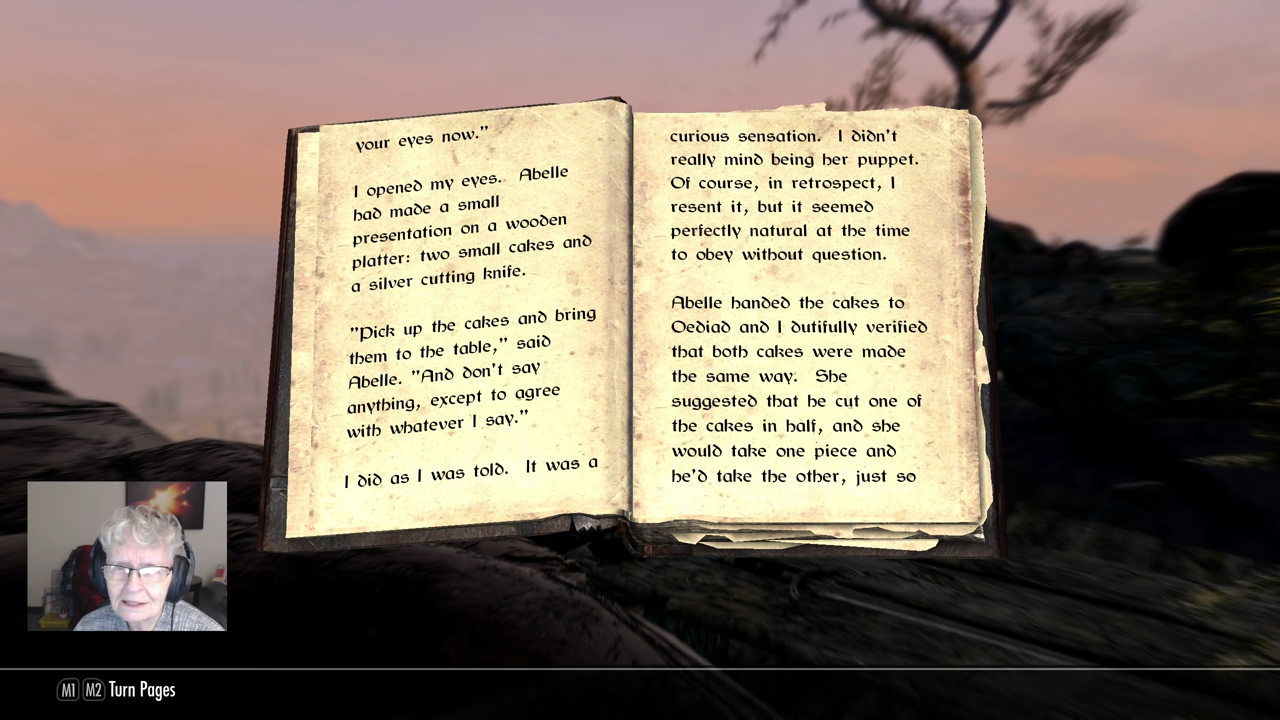 your eyes now."
I opened my eyes.  Abelle
had made a small
presentation on a wooden
platter: two small cakes and
a silver cutting knife.
"Pick up the cakes and bring
them to the table," said
Abelle. "And don't say
anything, except to agree
with whatever I say."
I did as I was told.  It was a
curious sensation.  I didn't
really mind being her puppet.
Of course, in retrospect, I
resent it, but it seemed
perfectly natural at the time
to obey without question.
Abelle handed the cakes to
Oediad and I dutifully verified
that both cakes were made
the same way.  She
suggested that he cut one of
the cakes in half, and she
would take one piece and
he'd take the other, just so
M1 M2 Turn Pages